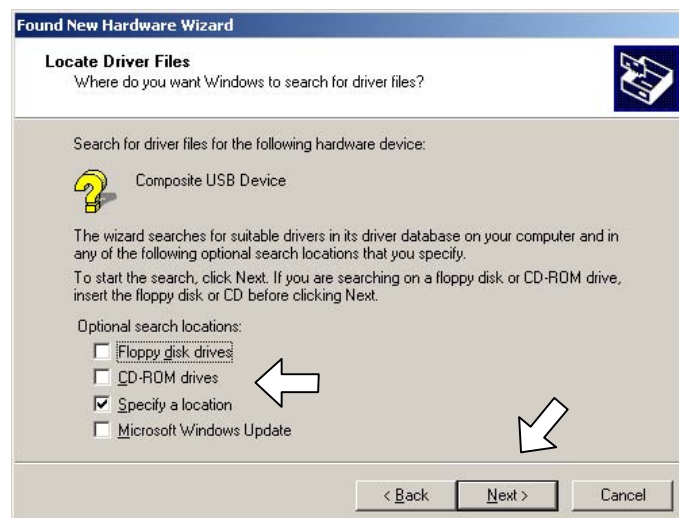 Found New Hardware Wizard
Locate Driver Files
Where do you want Windows to search for driver files?
Search for driver files for the following hardware device:
Composite USB Device
The wizard searches for suitable drivers in its driver database on your computer and in
any of the following optional search locations that you specify.
To start the search, click Next. If you are searching on a floppy disk or CD-ROM drive,
insert the floppy disk or CD before clicking Next.
Optional search locations:
Floppy disk drives
CD-ROM drives
Specify a location
Microsoft Windows Update
< Back Next > Cancel